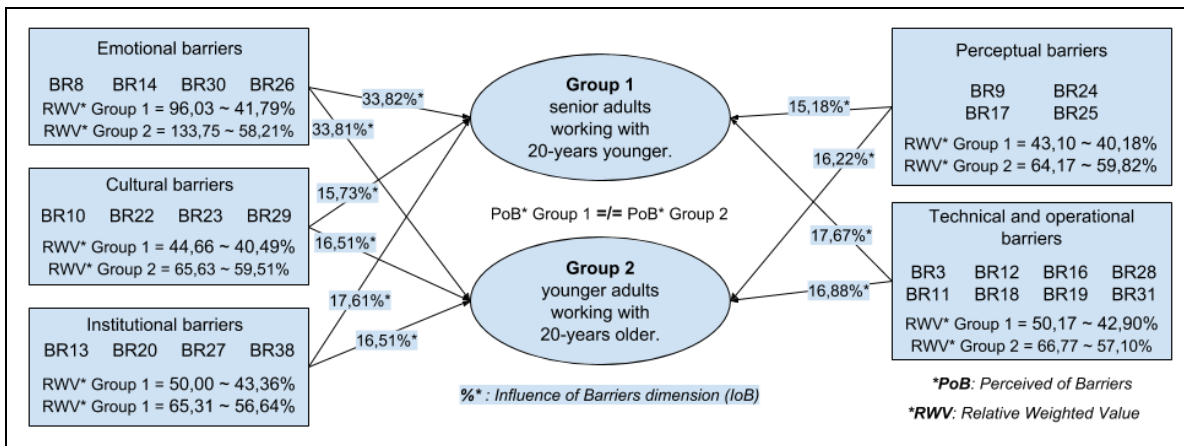 Emotional barriers
BR8 BR14 BR30 BR26
RWV* Group 1 = 96,03 ~ 41,79%
RWV* Group 2 = 133,75 ~ 58,21%
Cultural barriers
BR10 BR22 BR23 BR29
RWV* Group 1 = 44,66 ~ 40,49%
RWV* Group 2 = 65,63 ~ 59,51%
Institutional barriers
BR13 BR20 BR27 BR38
RWV* Group 1 = 50,00 ~ 43,36%
RWV* Group 1 = 65,31 ~ 56,64%
33,82%*
33,81%*
15,73%*
16,51%*
17,61%*
16,51%*
Group 1
senior adults
working with
20-years younger.
PoB* Group 1 =/= PoB* Group 2
Group 2
younger adults
working with
20-years older.
%* : Influence of Barriers dimension (IoB)
15,18%*
16,22%*
17,67%*
16,88%*
Perceptual barriers
BR9 BR24
BR17 BR25
RWV* Group 1 = 43,10 ~ 40,18%
RWV* Group 2 = 64,17 ~ 59,82%
Technical and operational
barriers
BR3 BR12 BR16 BR28
BR11 BR18 BR19 BR31
RWV* Group 1 = 50,17 ~ 42,90%
RWV* Group 2 = 66,77 ~ 57,10%
*PoB: Perceived of Barriers
*RWV: Relative Weighted Value